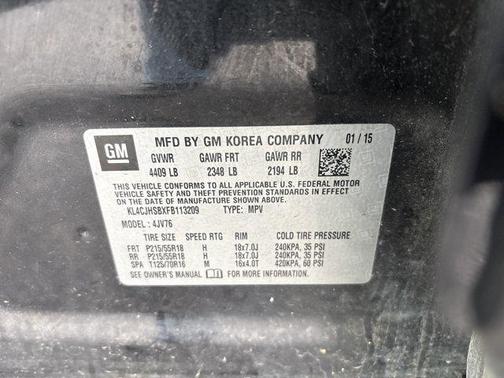 GM
MFD BY GM KOREA COMPANY 01 / 15
GVWR GAWR FRT GAWR RR
4409 LB 2348 LB 2194 LB
THIS VEHICLE CONFORMS TO ALL APPLICABLE U.S. FEDERAL MOTOR
VEHICLE SAFETY AND THEFT PREVENTION STANDARDS IN EFFECT
ON THE DATE OF MANUFACTURE SHOWN ABOVE.
KL4CJHSBXFB113209 TYPE: MPV
MODEL : 4JV76
TIRE SIZE SPEED RTG RIM COLD TIRE PRESSURE
FRT P215/55R18 H 18x7.0J 240KPA, 35 PSI
RR P215/55R18 H 18x7.0J 240KPA, 35 PSI
SPA T125/70R16 M 16x4.0T 420KPA, 60 PSI
SEE OWNER'S MANUAL FOR MORE INFORMATION.